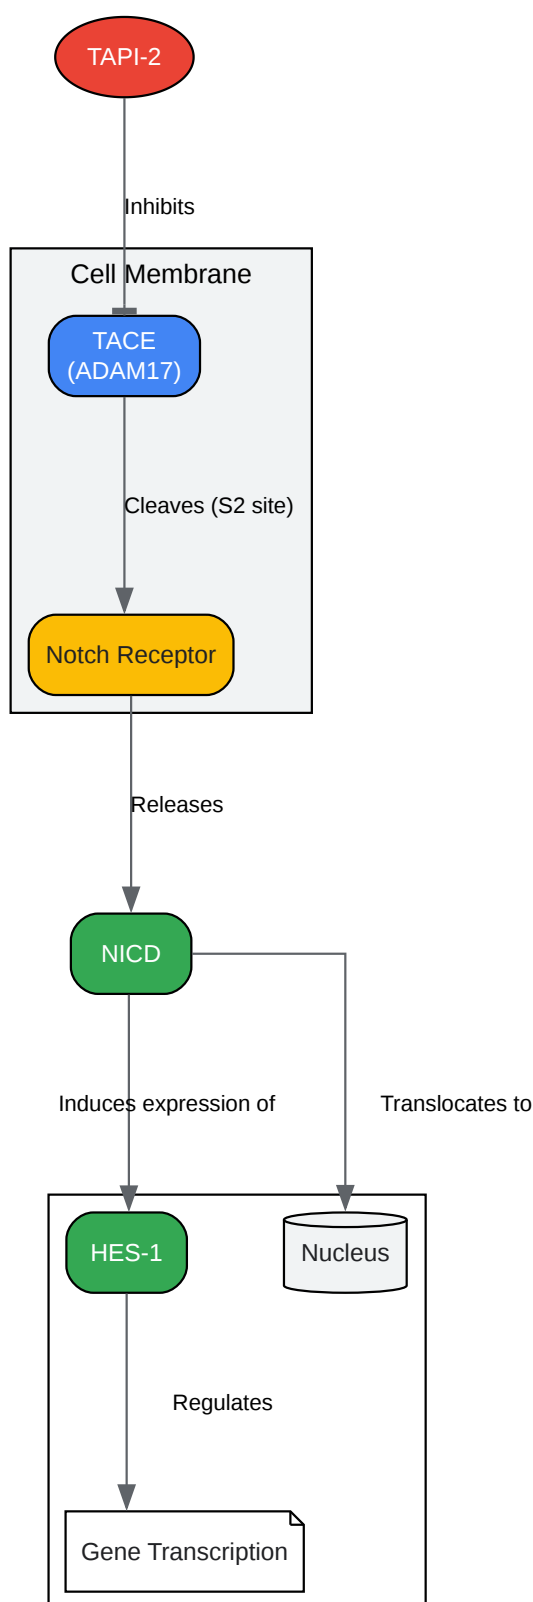 TAPI-2
Inhibits
Cell Membrane
TACE
(ADAM17)
Cleaves (S2 site)
Notch Receptor
Releases
NICD
Induces expression of
Translocates to
HES-1
Nucleus
Regulates
Gene Transcription